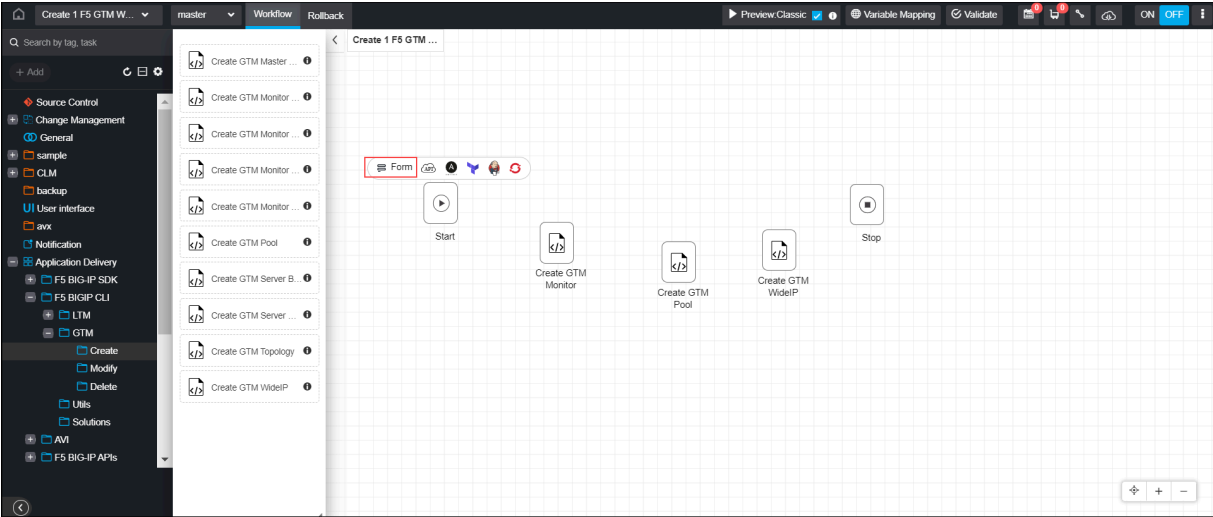 Create 1 F5 GTM W...
master
Workflow
Rollback
Preview:Classic
Variable Mapping
Validate
0
0
ON
OFF
Search by tag, task
+ Add
Source Control
Change Management
General
sample
CLM
backup
UI User interface
avx
Notification
Application Delivery
F5 BIG-IP SDK
F5 BIGIP CLI
LTM
GTM
Create
Modify
Delete
Utils
Solutions
AVI
F5 BIG-IP APIs
Create GTM Master ...
Create GTM Monitor ...
Create GTM Monitor ...
Create GTM Monitor ...
Create GTM Monitor ...
Create GTM Pool
Create GTM Server B...
Create GTM Server ...
Create GTM Topology
Create GTM WideIP
Create 1 F5 GTM ...
Form
API
A
Start
Create GTM
Monitor
Create GTM
Pool
Create GTM
WideIP
Stop